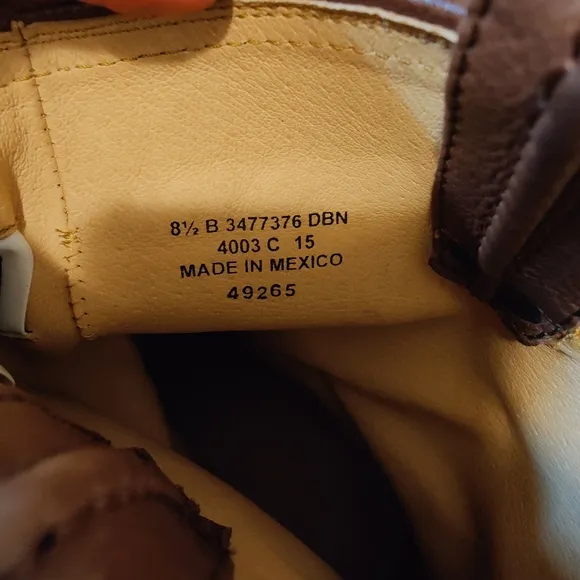 8½ B 3477376 DBN
4003 C 15
MADE IN MEXICO
49265